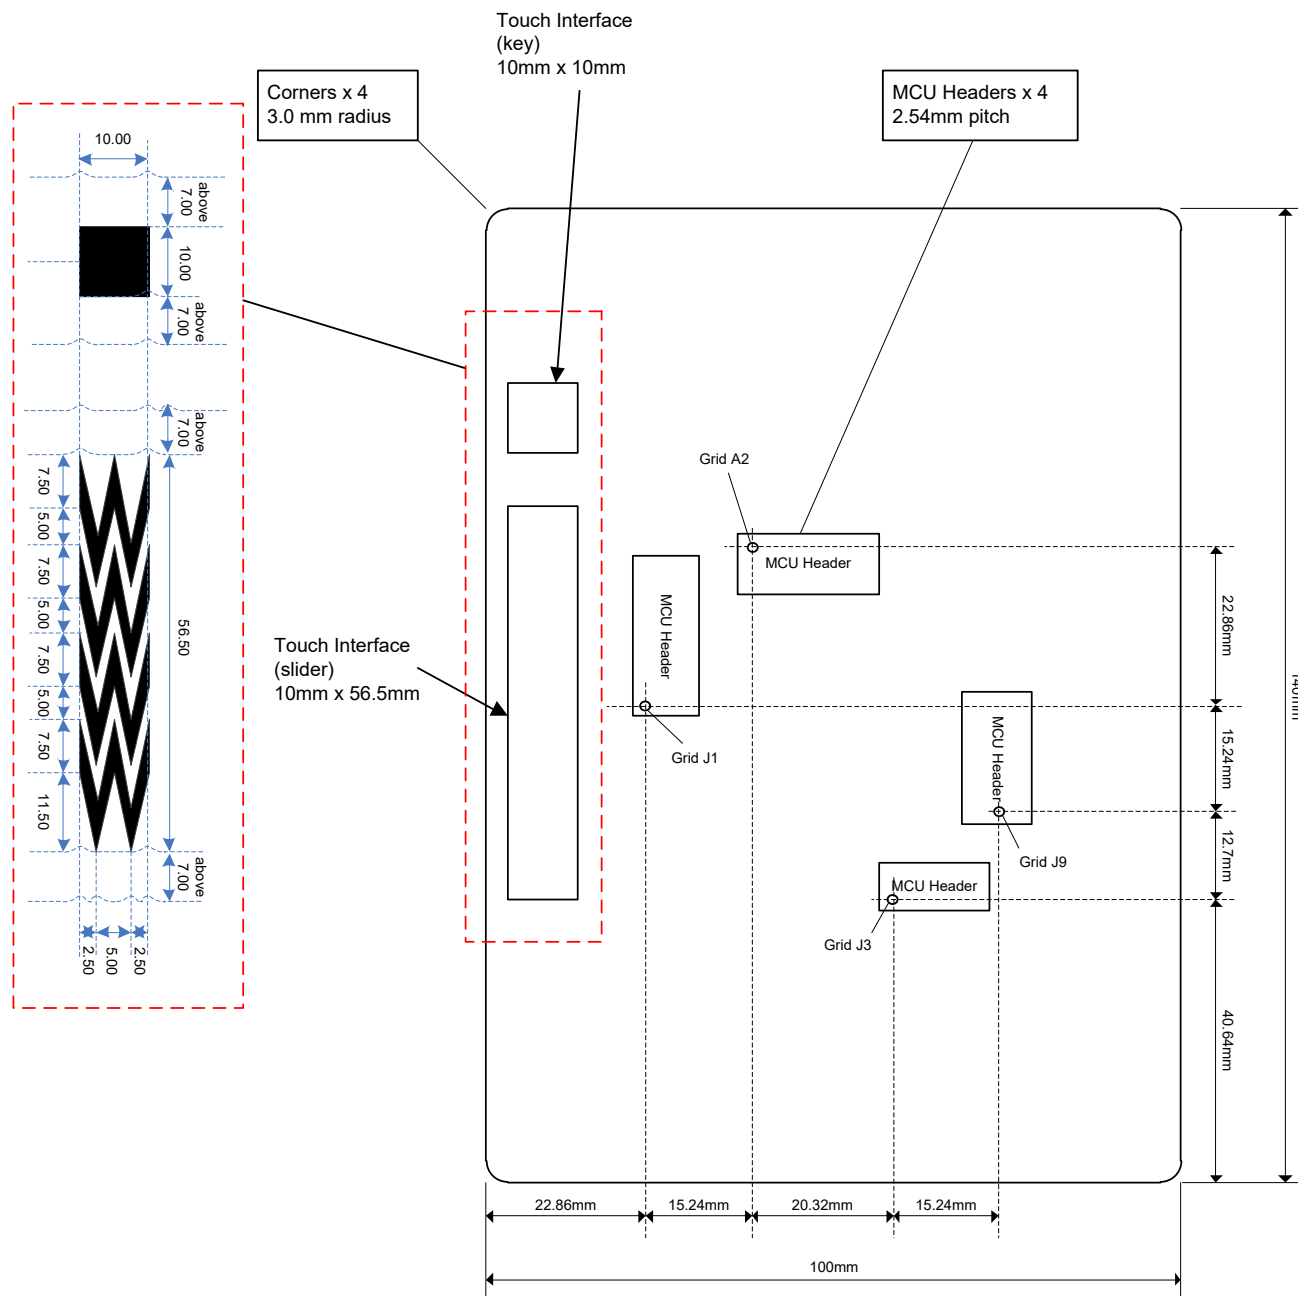 Touch Interface
(key)
10mm x 10mm
Corners x 4
3.0 mm radius
MCU Headers x 4
2.54mm pitch
10.00
above
7.00
10.00
above
7.00
above
7.00
7.50
5.00
7.50
5.00
7.50
5.00
7.50
11.50
56.50
above
7.00
2.50
5.00
2.50
Touch Interface
(slider)
10mm x 56.5mm
Grid A2
MCU Header
MCU Header
Grid J1
MCU Header
Grid J9
MCU Header
Grid J3
22.86mm
15.24mm
12.7mm
40.64mm
140mm
22.86mm
15.24mm
20.32mm
15.24mm
100mm